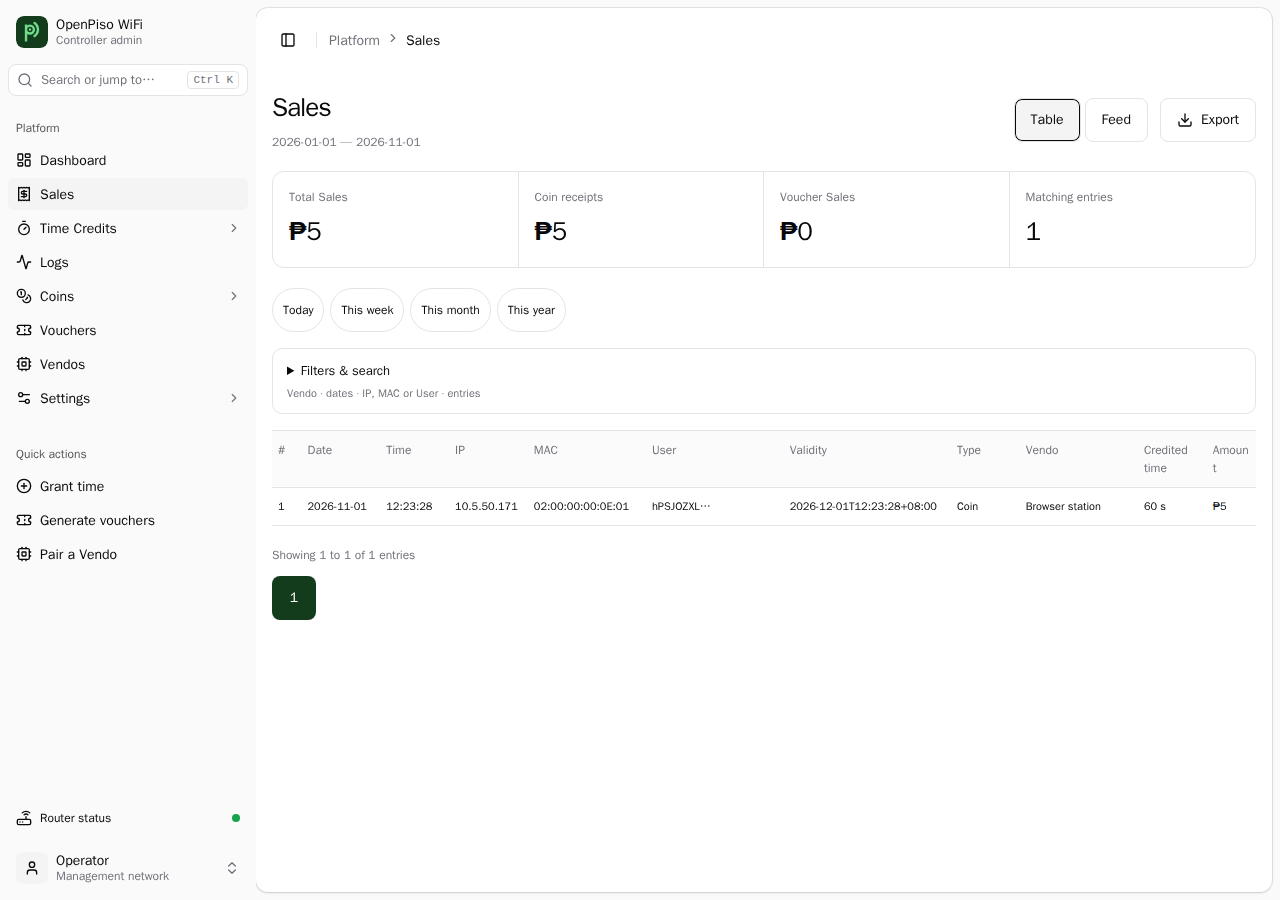 OpenPiso WiFi
Controller admin
Search or jump to···
Ctrl K
Platform
Dashboard
Sales
Time Credits
Logs
Coins
Vouchers
Vendos
Settings
Quick actions
Grant time
Generate vouchers
Pair a Vendo
Router status
Operator
Management network
Platform > Sales
Sales
2026-01-01 — 2026-11-01
Table
Feed
Export
Total Sales
₱5
Coin receipts
₱5
Voucher Sales
₱0
Matching entries
1
Today
This week
This month
This year
Filters & search
Vendo · dates · IP, MAC or User · entries
# Date Time IP MAC User Validity Type Vendo Credited time Amount
1 2026-11-01 12:23:28 10.5.50.171 02:00:00:00:0E:01 hPSJOZXL··· 2026-12-01T12:23:28+08:00 Coin Browser station 60 s ₱5
Showing 1 to 1 of 1 entries
1